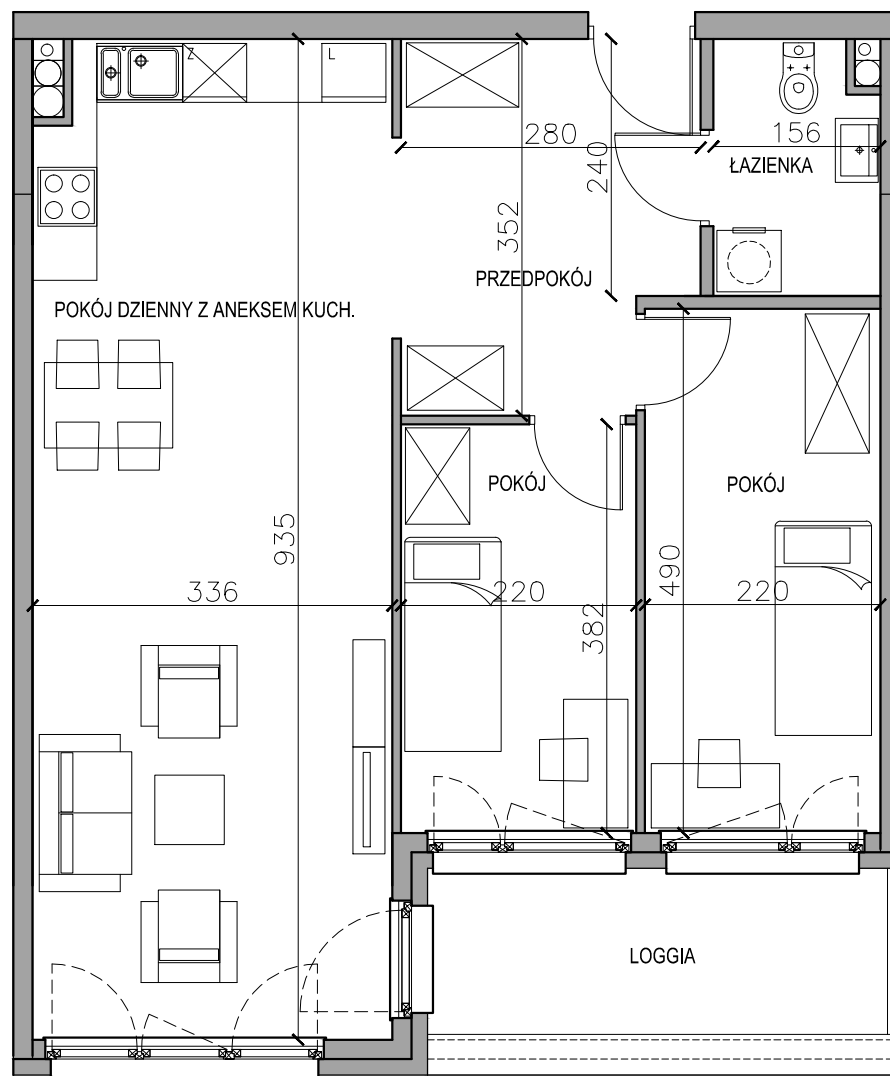 Z
L
280
156
240
ŁAZIENKA
352
PRZEDPOKÓJ
POKÓJ DZIENNY Z ANEKSEM KUCH.
POKÓJ
POKÓJ
935
490
336
220
220
382
LOGGIA